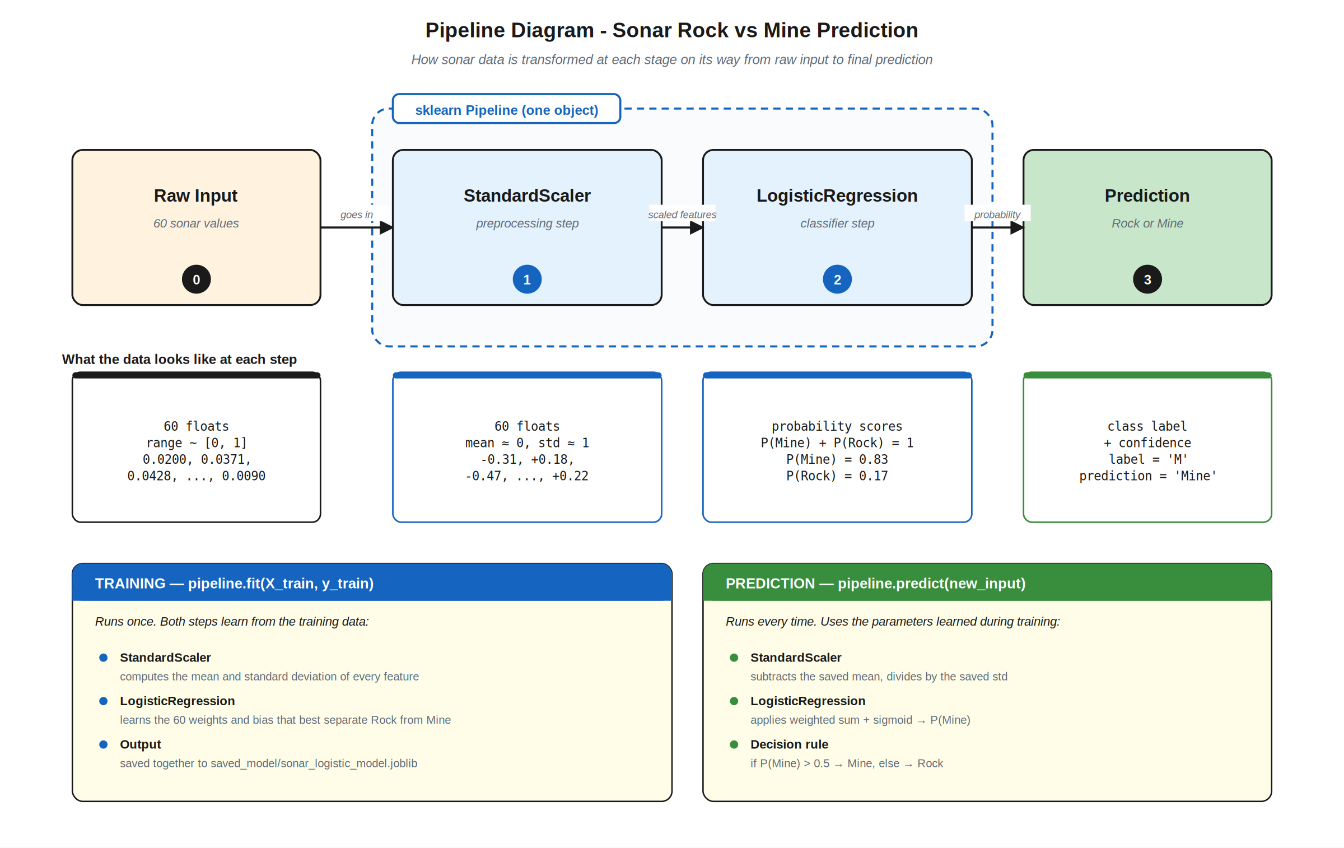 Pipeline Diagram - Sonar Rock vs Mine Prediction
How sonar data is transformed at each stage on its way from raw input to final prediction
sklearn Pipeline (one object)
Raw Input
60 sonar values
0
goes in
StandardScaler
preprocessing step
1
scaled features
LogisticRegression
classifier step
2
probability
Prediction
Rock or Mine
3
What the data looks like at each step
60 floats
range ~ [0, 1]
0.0200, 0.0371,
0.0428, ..., 0.0090
60 floats
mean ≈ 0, std ≈ 1
-0.31, +0.18,
-0.47, ..., +0.22
probability scores
P(Mine) + P(Rock) = 1
P(Mine) = 0.83
P(Rock) = 0.17
class label
+ confidence
label = 'M'
prediction = 'Mine'
TRAINING — pipeline.fit(X_train, y_train)
Runs once. Both steps learn from the training data:
StandardScaler
computes the mean and standard deviation of every feature
LogisticRegression
learns the 60 weights and bias that best separate Rock from Mine
Output
saved together to saved_model/sonar_logistic_model.joblib
PREDICTION — pipeline.predict(new_input)
Runs every time. Uses the parameters learned during training:
StandardScaler
subtracts the saved mean, divides by the saved std
LogisticRegression
applies weighted sum + sigmoid → P(Mine)
Decision rule
if P(Mine) > 0.5 → Mine, else → Rock